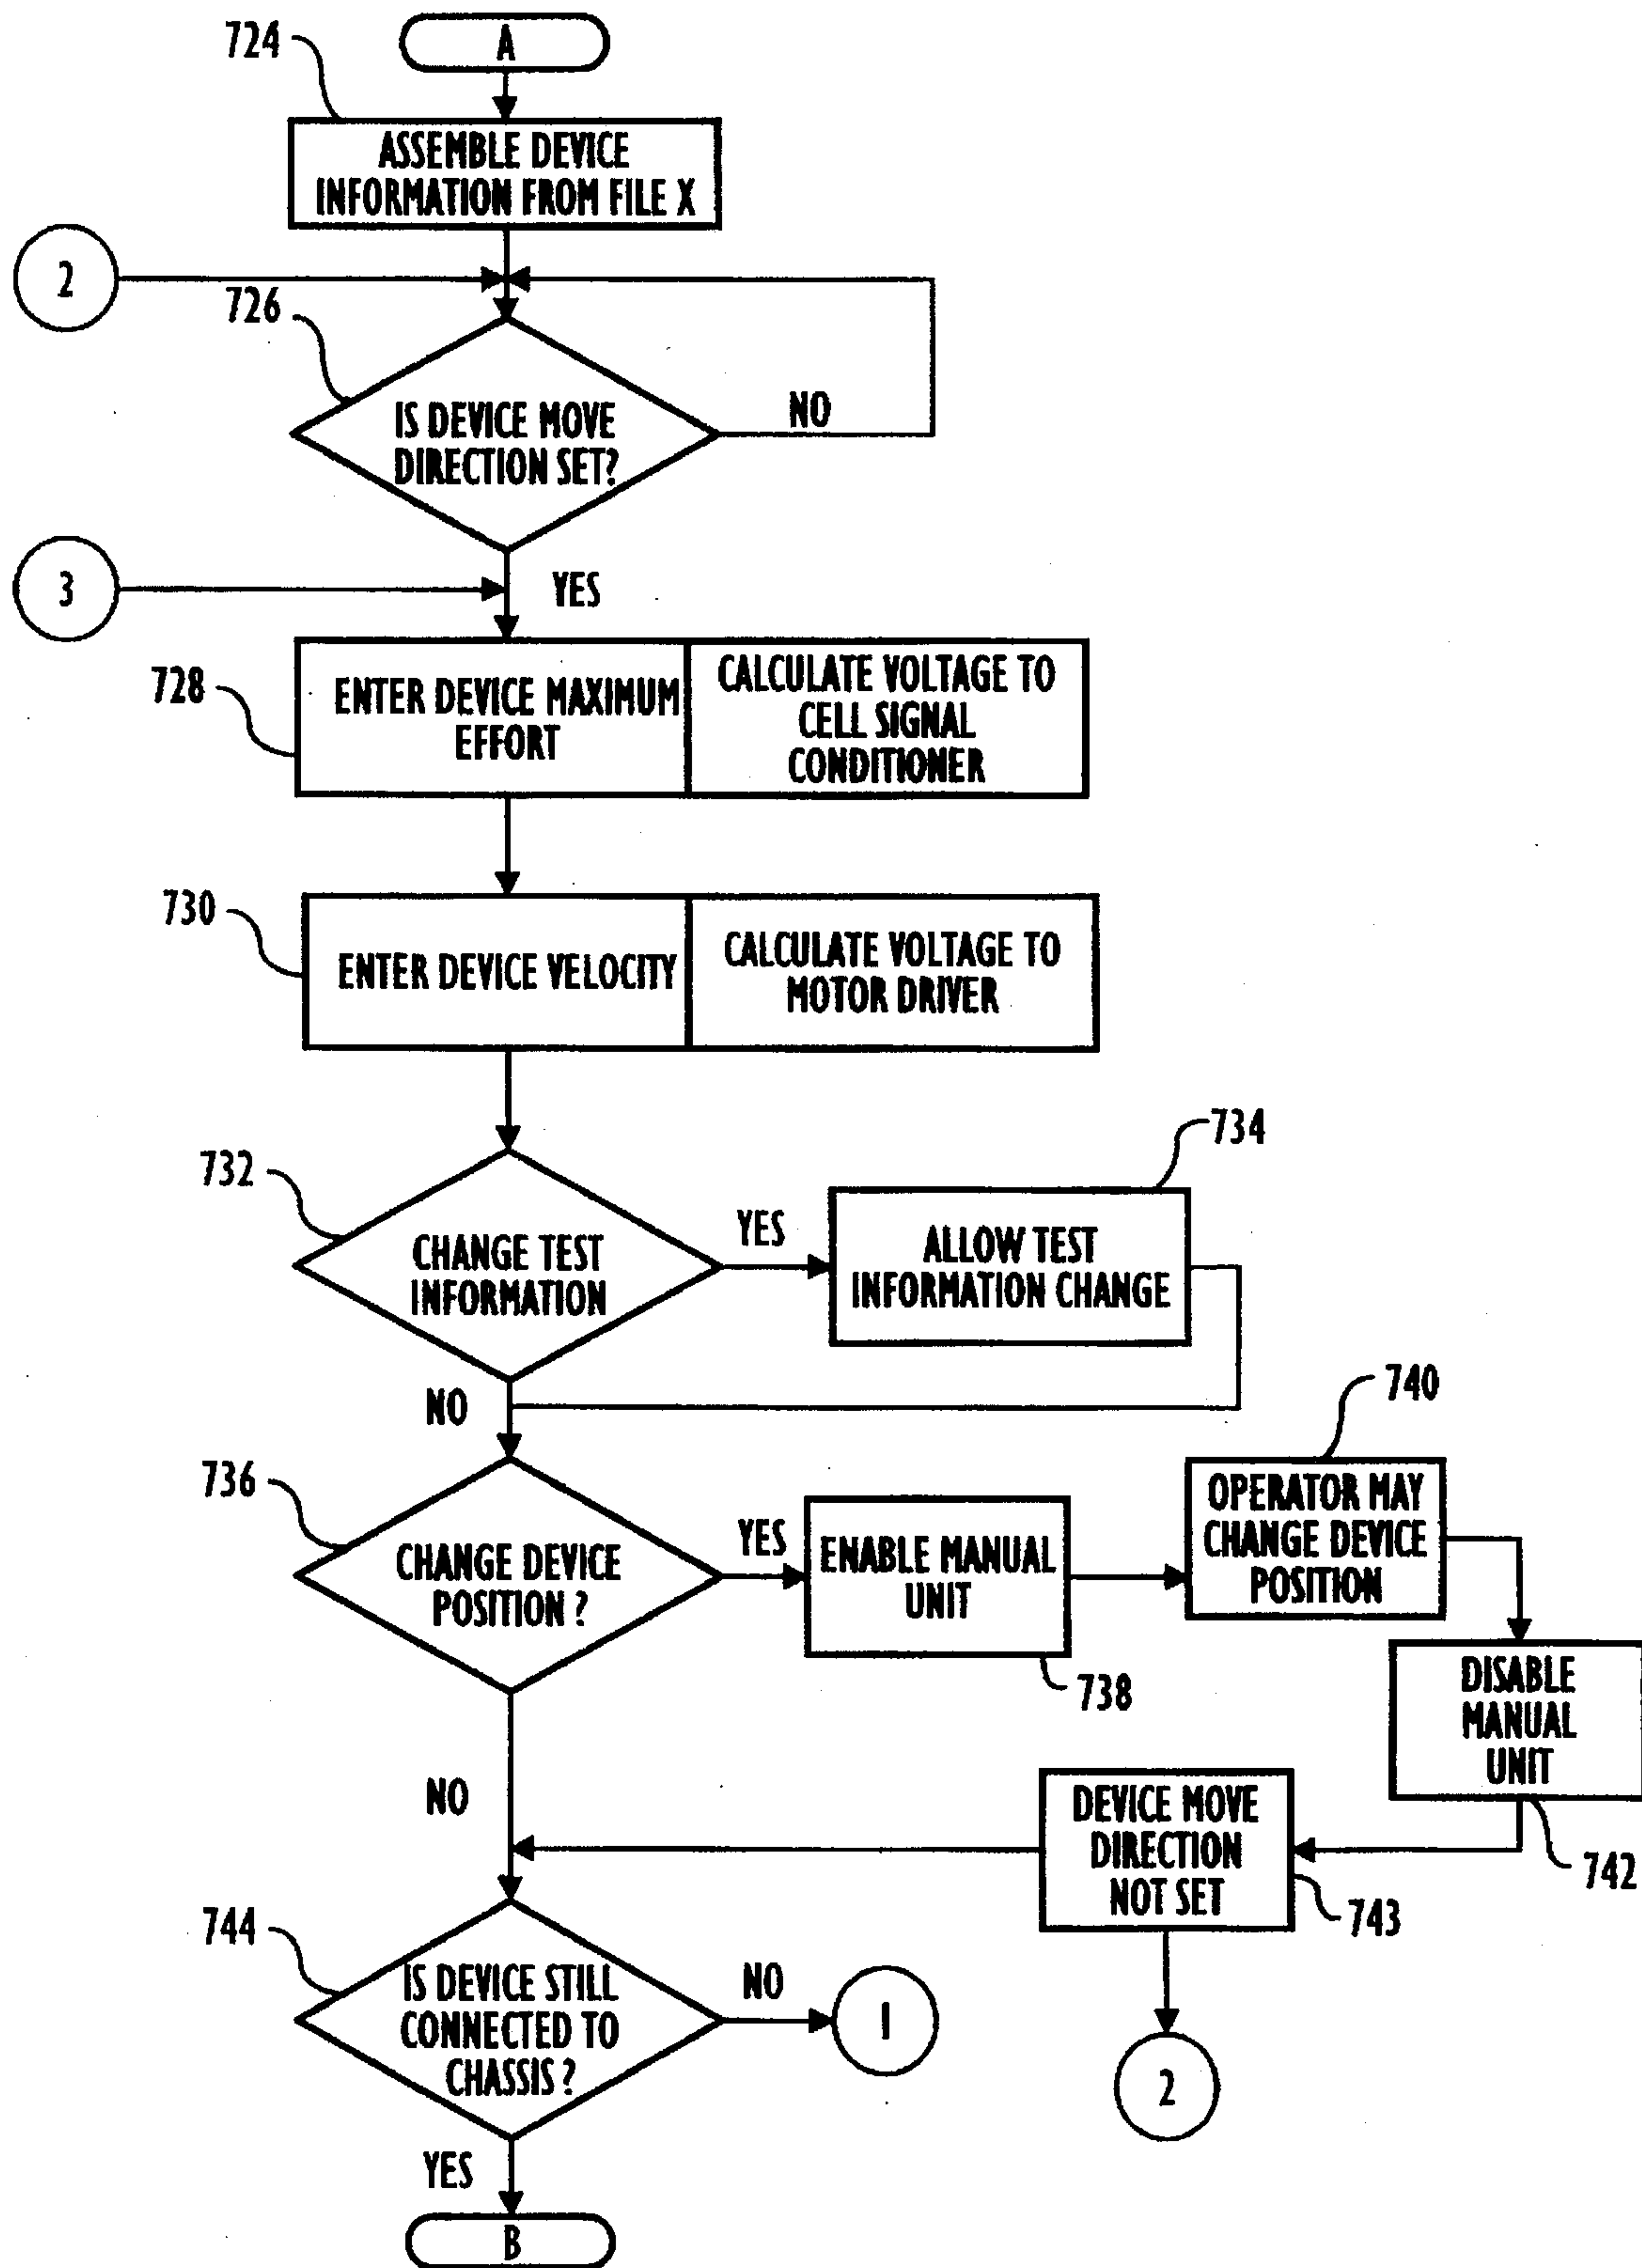 724
A
ASSEMBLE DEVICE
INFORMATION FROM FILE X
2
726
IS DEVICE MOVE
DIRECTION SET?
NO
3
YES
728
ENTER DEVICE MAXIMUM
EFFORT
CALCULATE VOLTAGE TO
CELL SIGNAL
CONDITIONER
730
ENTER DEVICE VELOCITY
CALCULATE VOLTAGE TO
MOTOR DRIVER
732
CHANGE TEST
INFORMATION
YES
734
ALLOW TEST
INFORMATION CHANGE
NO
736
CHANGE DEVICE
POSITION ?
YES
ENABLE MANUAL
UNIT
738
740
OPERATOR MAY
CHANGE DEVICE
POSITION
DISABLE
MANUAL
UNIT
742
NO
DEVICE MOVE
DIRECTION
NOT SET
743
744
IS DEVICE STILL
CONNECTED TO
CHASSIS ?
NO
1
2
YES
B